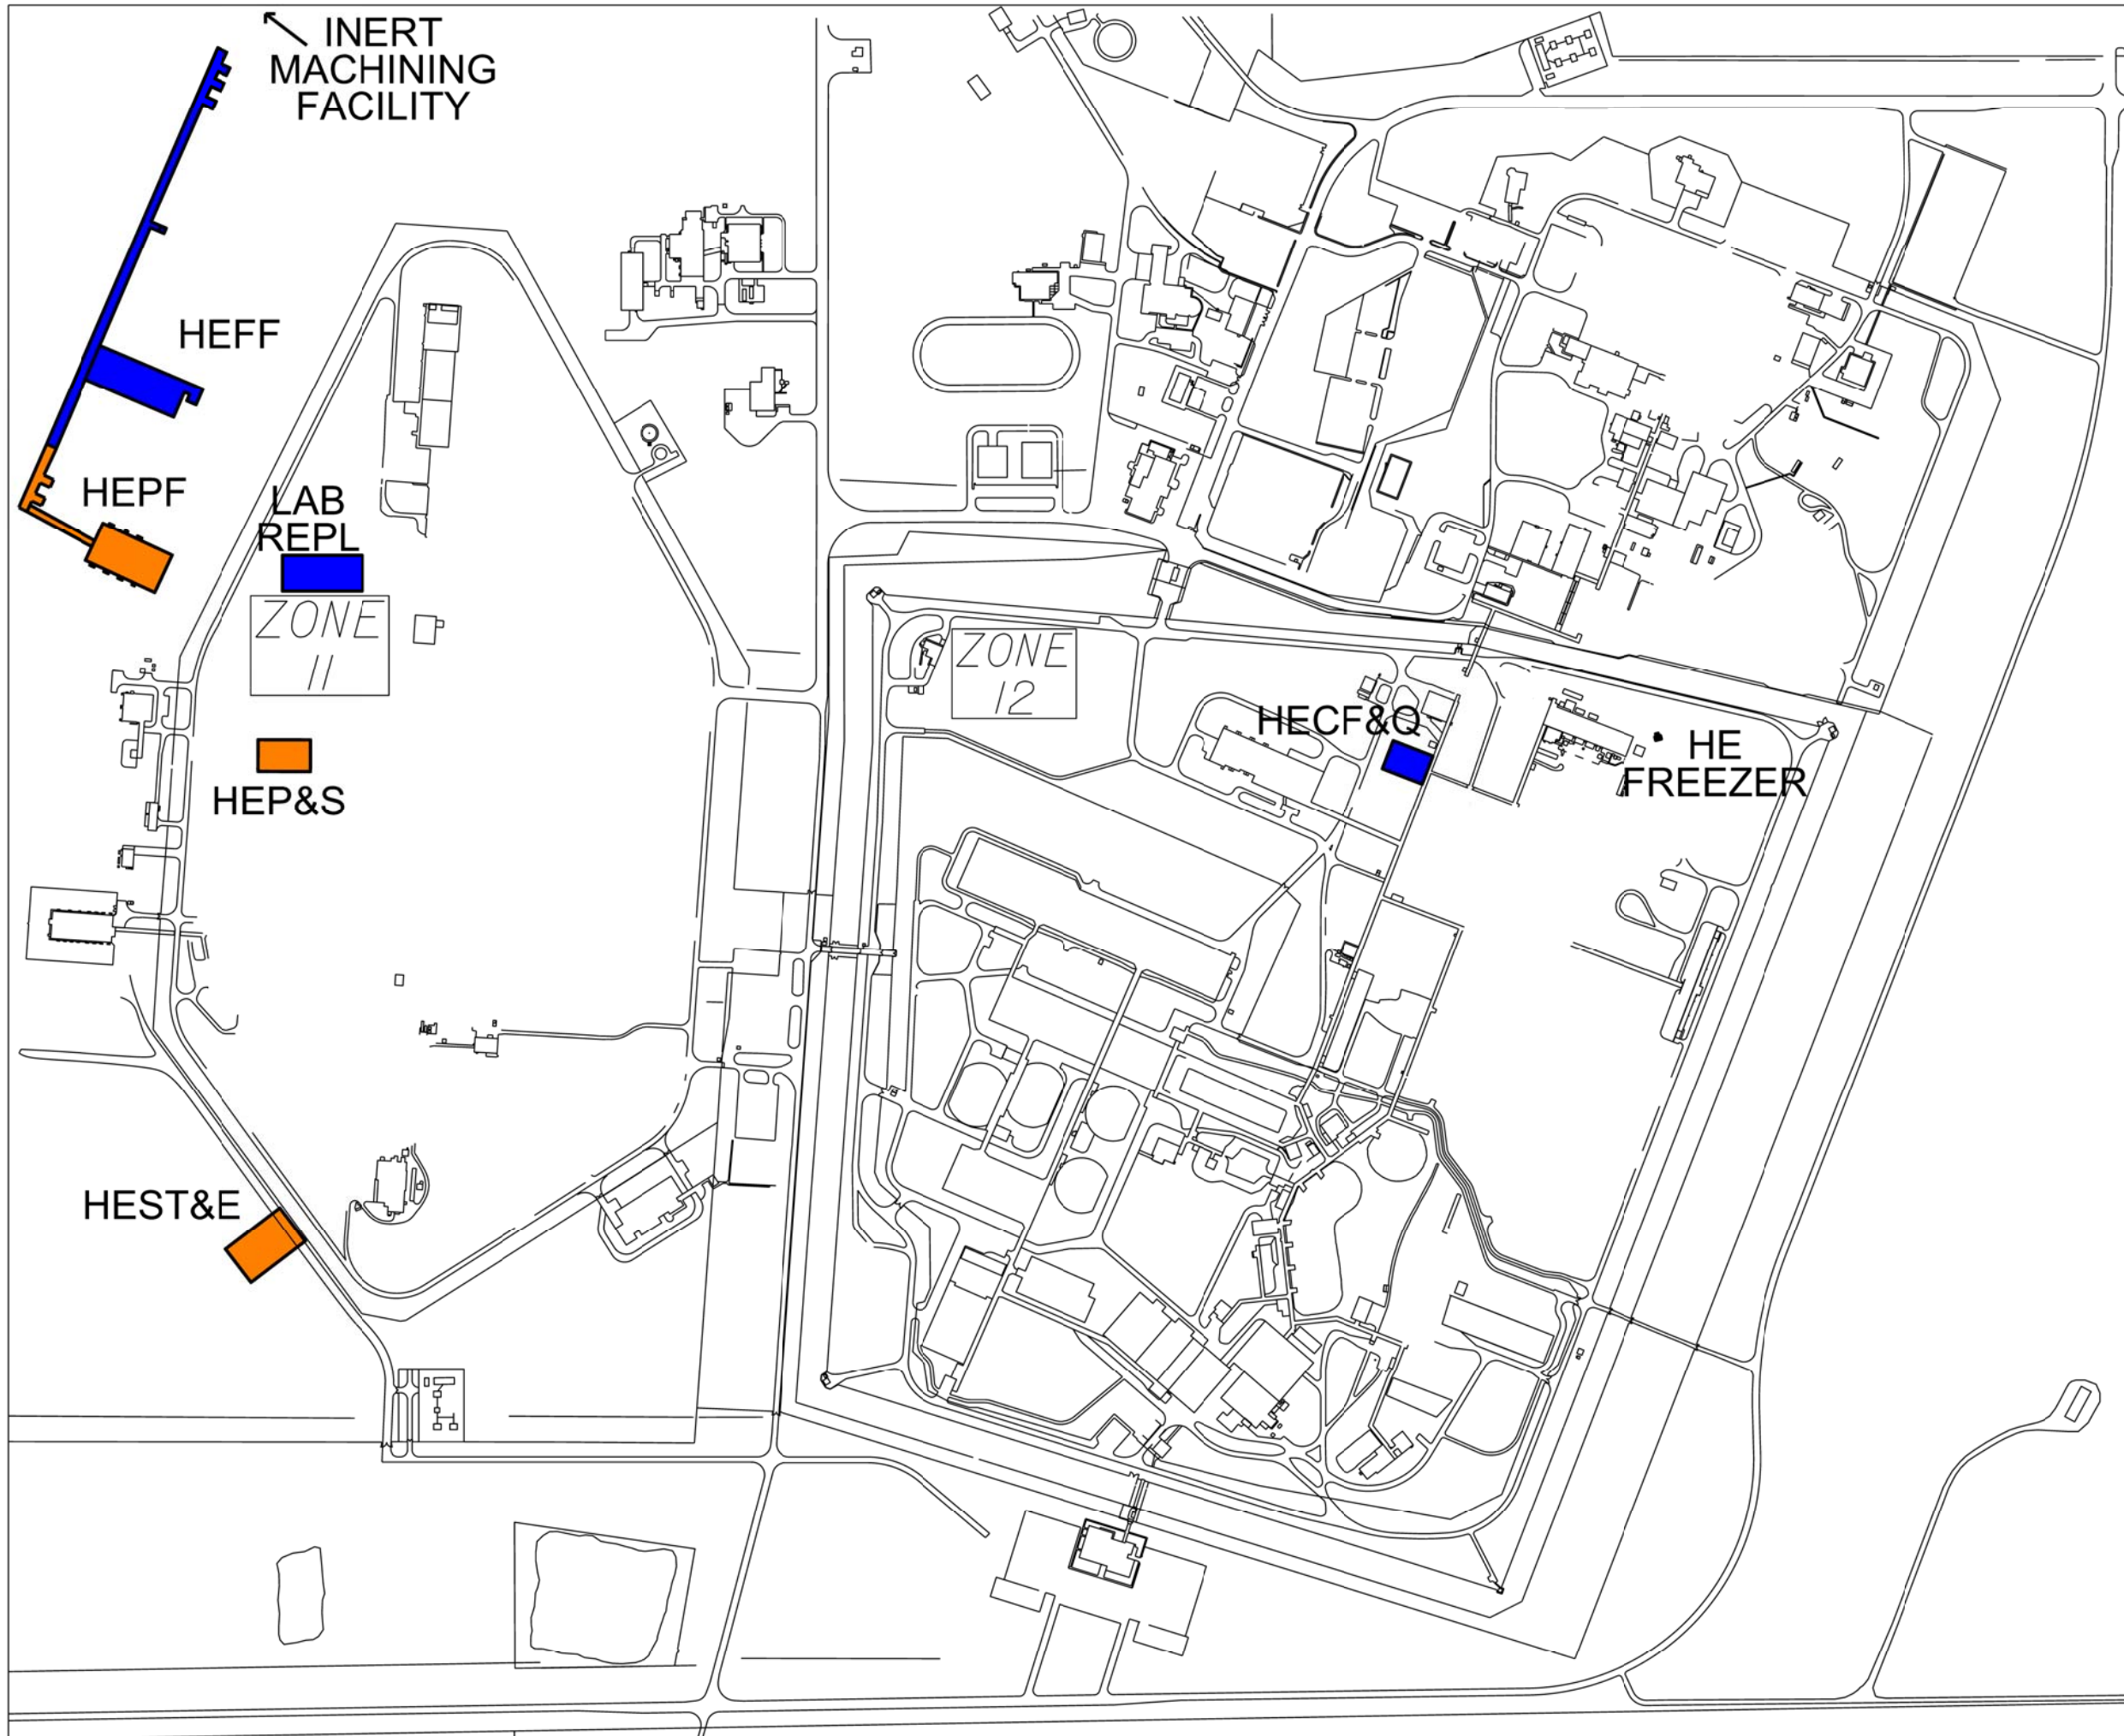 INERT
MACHINING
FACILITY
HEFF
HEPF
LAB
REPL
ZONE
11
ZONE
12
HECF&Q
HE
FREEZER
HEP&S
HEST&E